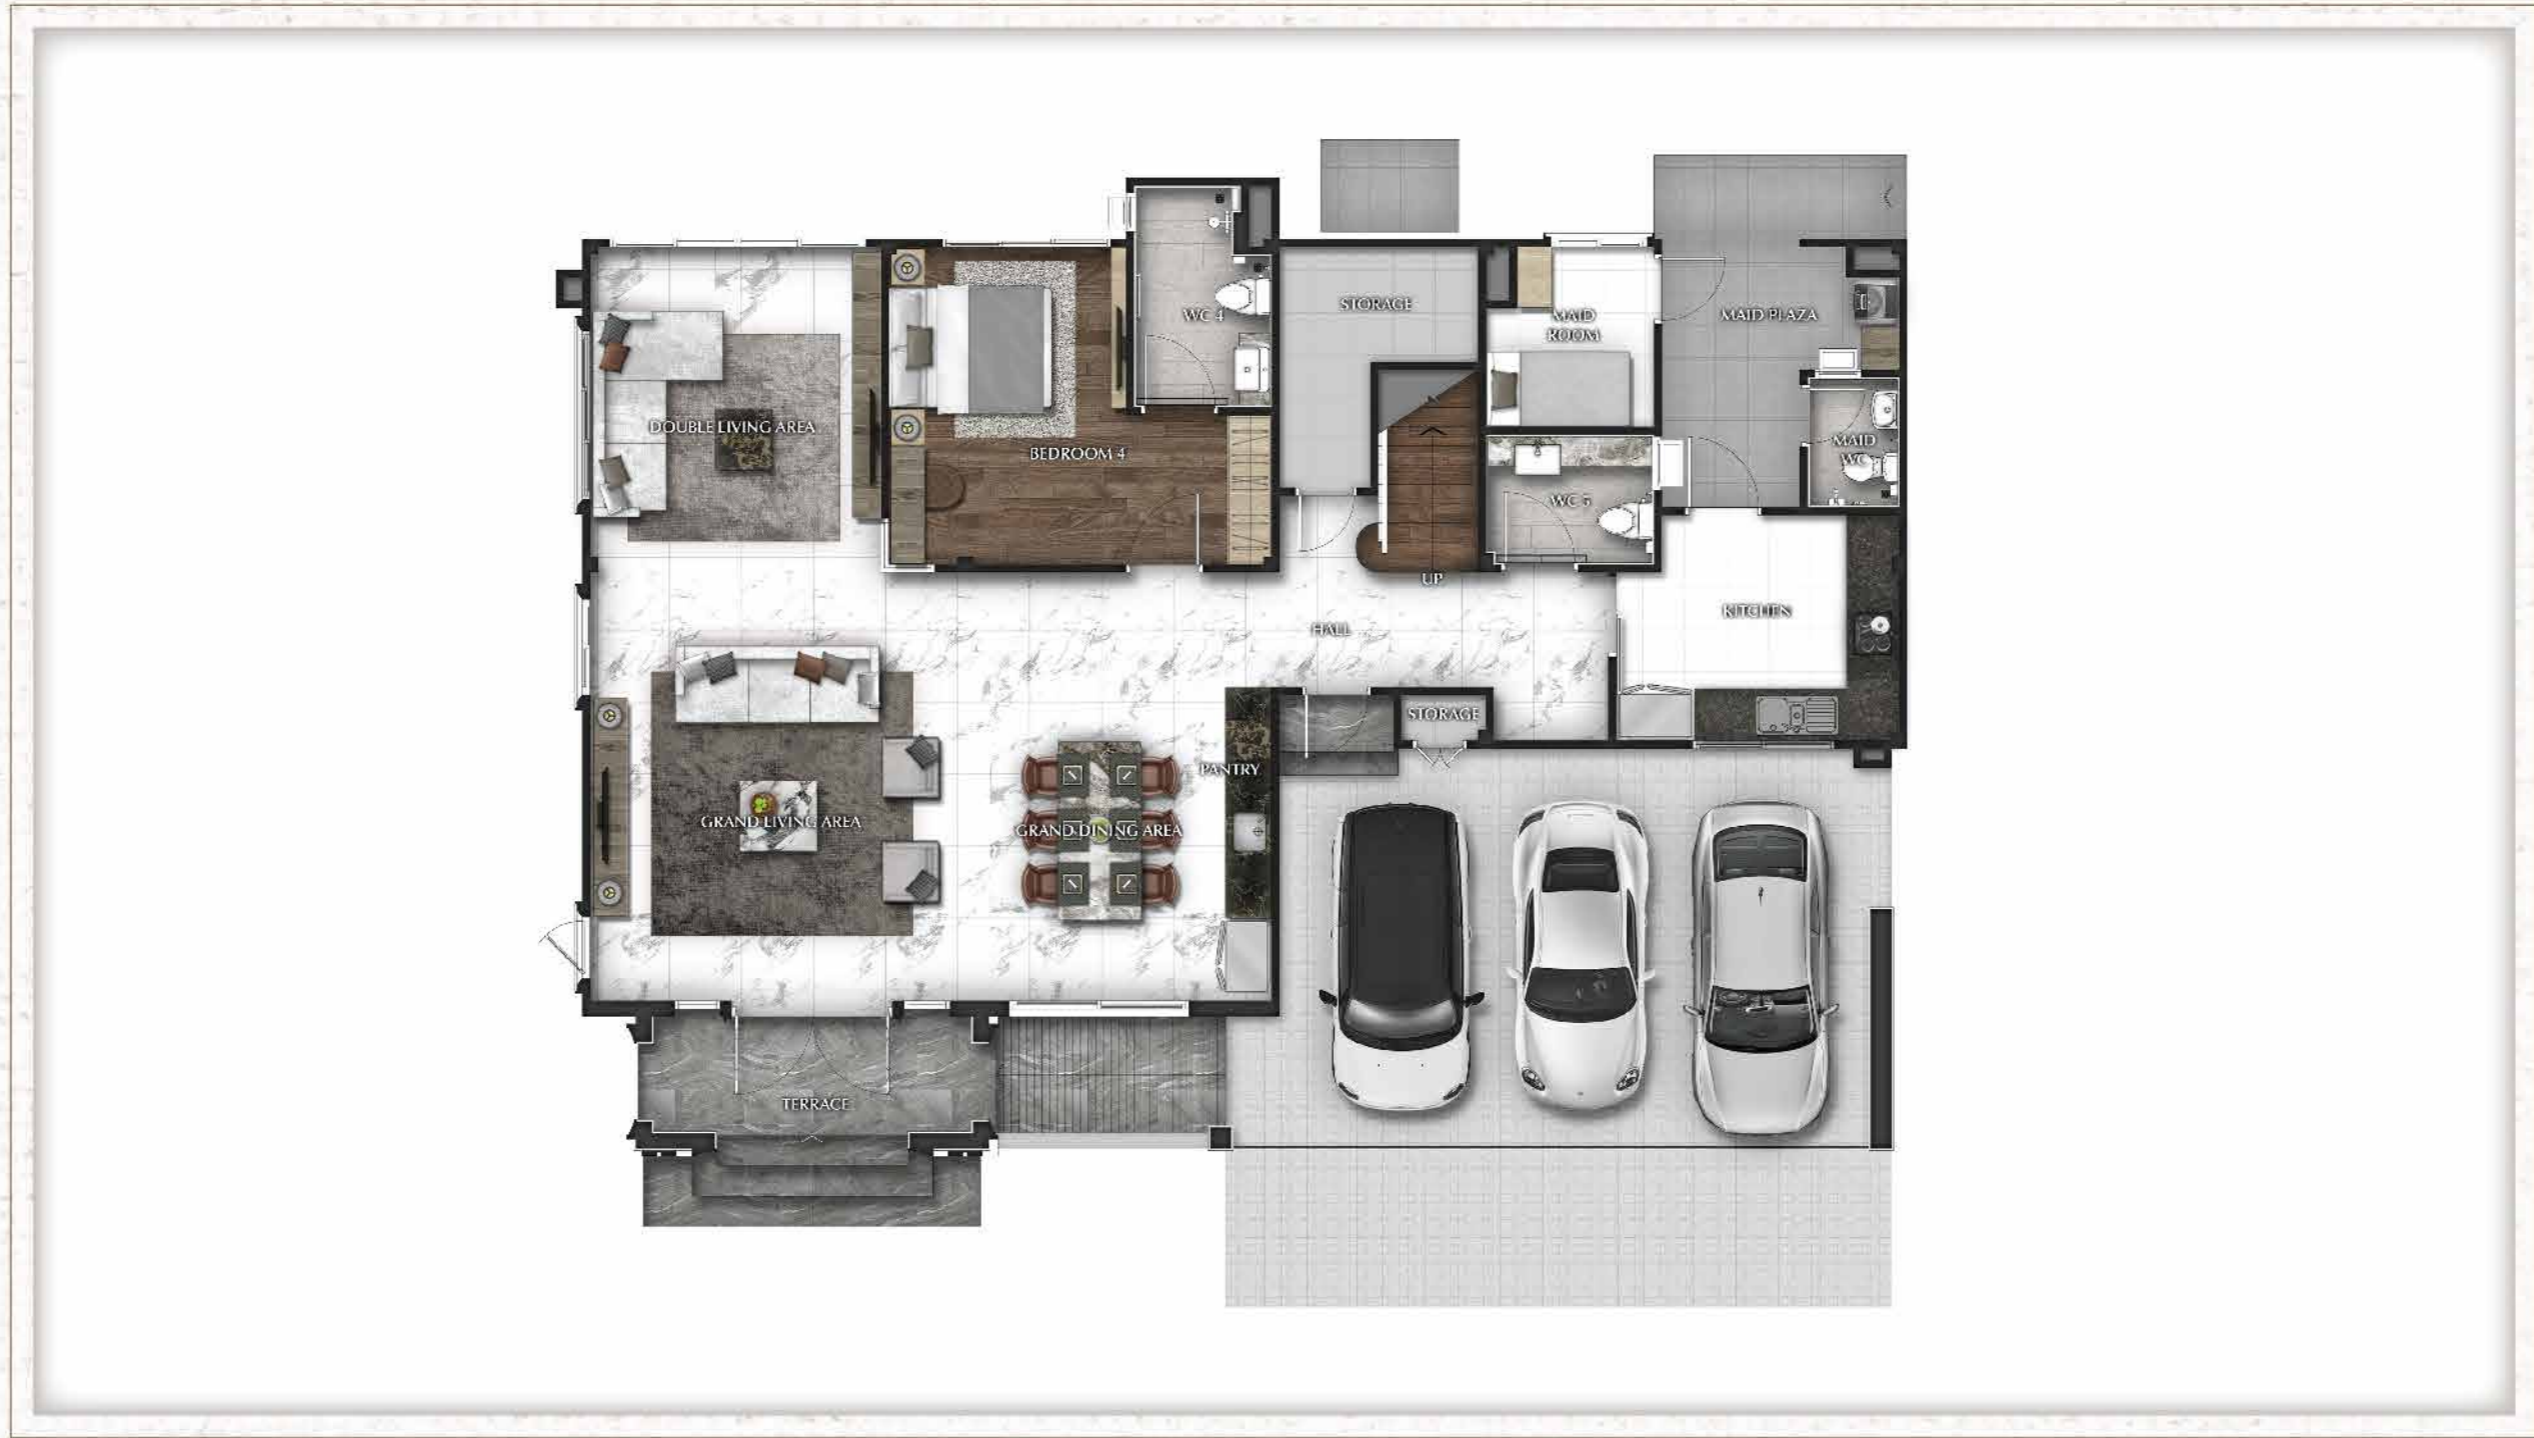 STORAGE
WC 4
MAID
ROOM
MAID PLAZA
DOUBLE LIVING AREA
BEDROOM 4
MAID
WC
WC 5
UP
KITCHEN
HALL
STORAGE
PANTRY
GRAND LIVING AREA
GRAND DINING AREA
TERRACE